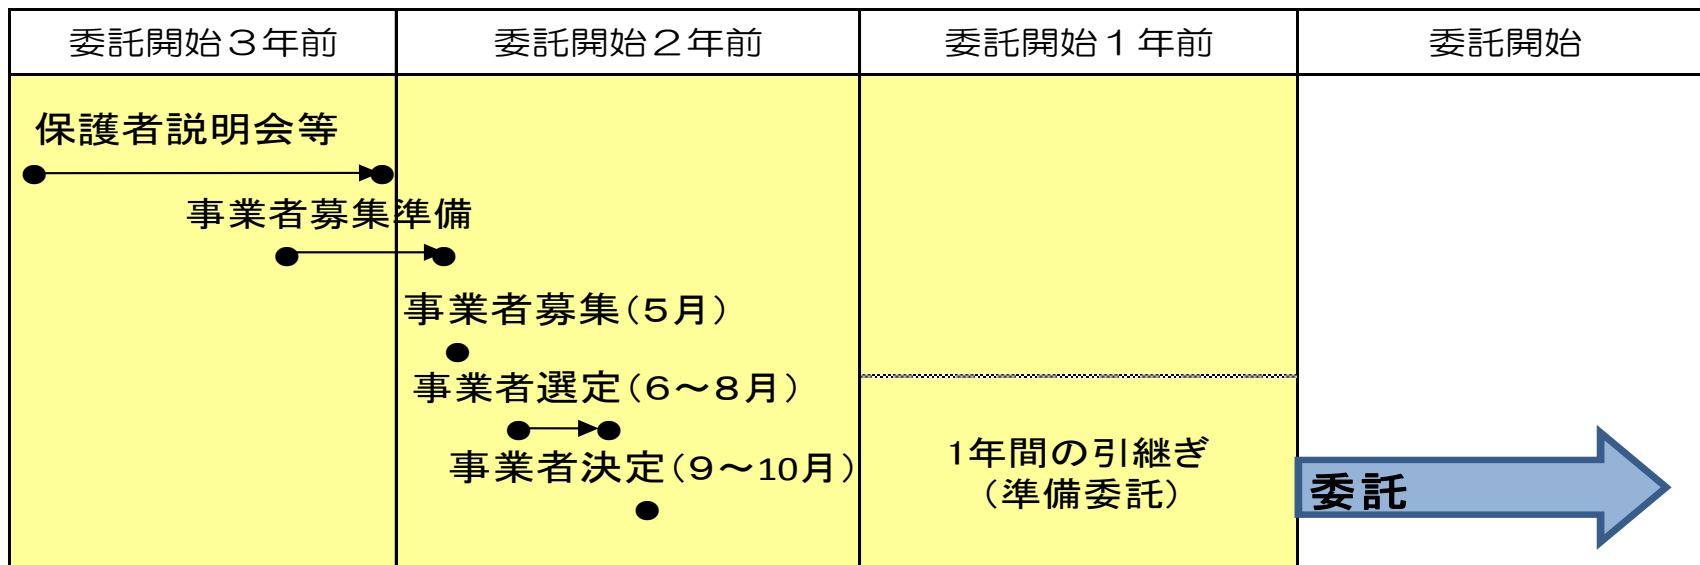 委託開始３年前
委託開始２年前
委託開始１年前
委託開始
保護者説明会等
事業者募集準備
事業者募集（５月）
事業者選定（６～８月）
事業者決定（９～10月）
1年間の引継ぎ
（準備委託）
委託